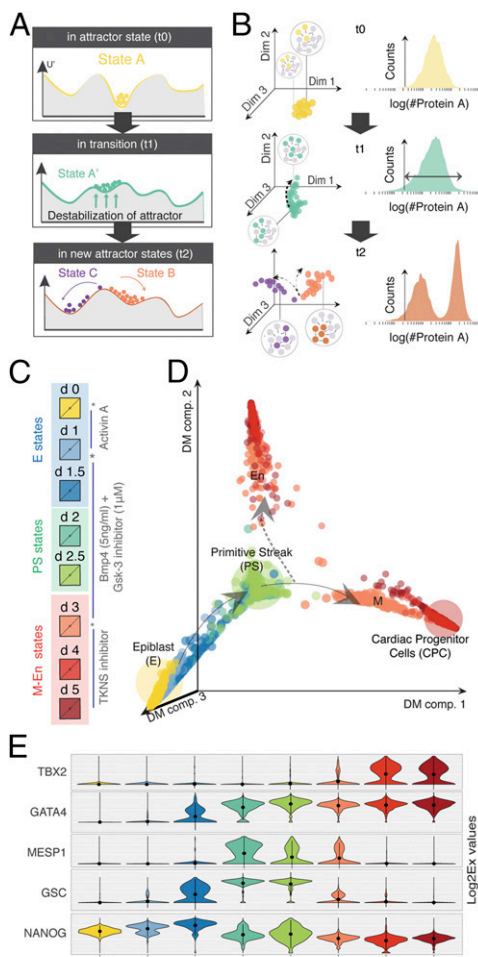 A
in attractor state (t0)
U'
State A
in transition (t1)
State A'
Destabilization of attractor
in new attractor states (t2)
State C
State B
B
Dim 2
Dim 1
Dim 3
t0
Counts
log(#Protein A)
Dim 2
Dim 1
Dim 3
t1
Counts
log(#Protein A)
Dim 3
t2
Counts
log(#Protein A)
C
E states
PS states
M-En states
d 0
d 1
d 1.5
d 2
d 2.5
d 3
d 4
d 5
*
Activin A
*
Bmp4 (5ng/ml) +
Gsk-3 inhibitor (1µM)
*
TKNS inhibitor
D
DM comp. 2
En
Primitive Streak
(PS)
M
Cardiac Progenitor
Cells (CPC)
Epiblast
(E)
DM comp. 3
DM comp. 1
E
TBX2
GATA4
MESP1
GSC
NANOG
Log2Ex values